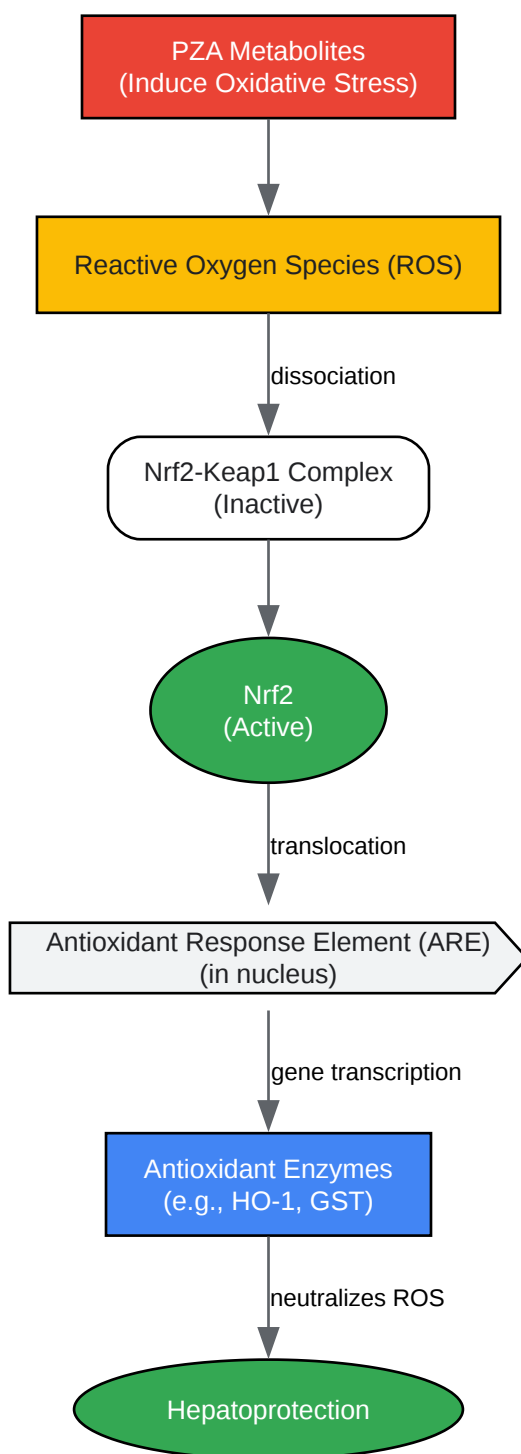 PZA Metabolites
(Induce Oxidative Stress)
Reactive Oxygen Species (ROS)
dissociation
Nrf2-Keap1 Complex
(Inactive)
Nrf2
(Active)
translocation
Antioxidant Response Element (ARE)
(in nucleus)
gene transcription
Antioxidant Enzymes
(e.g., HO-1, GST)
neutralizes ROS
Hepatoprotection